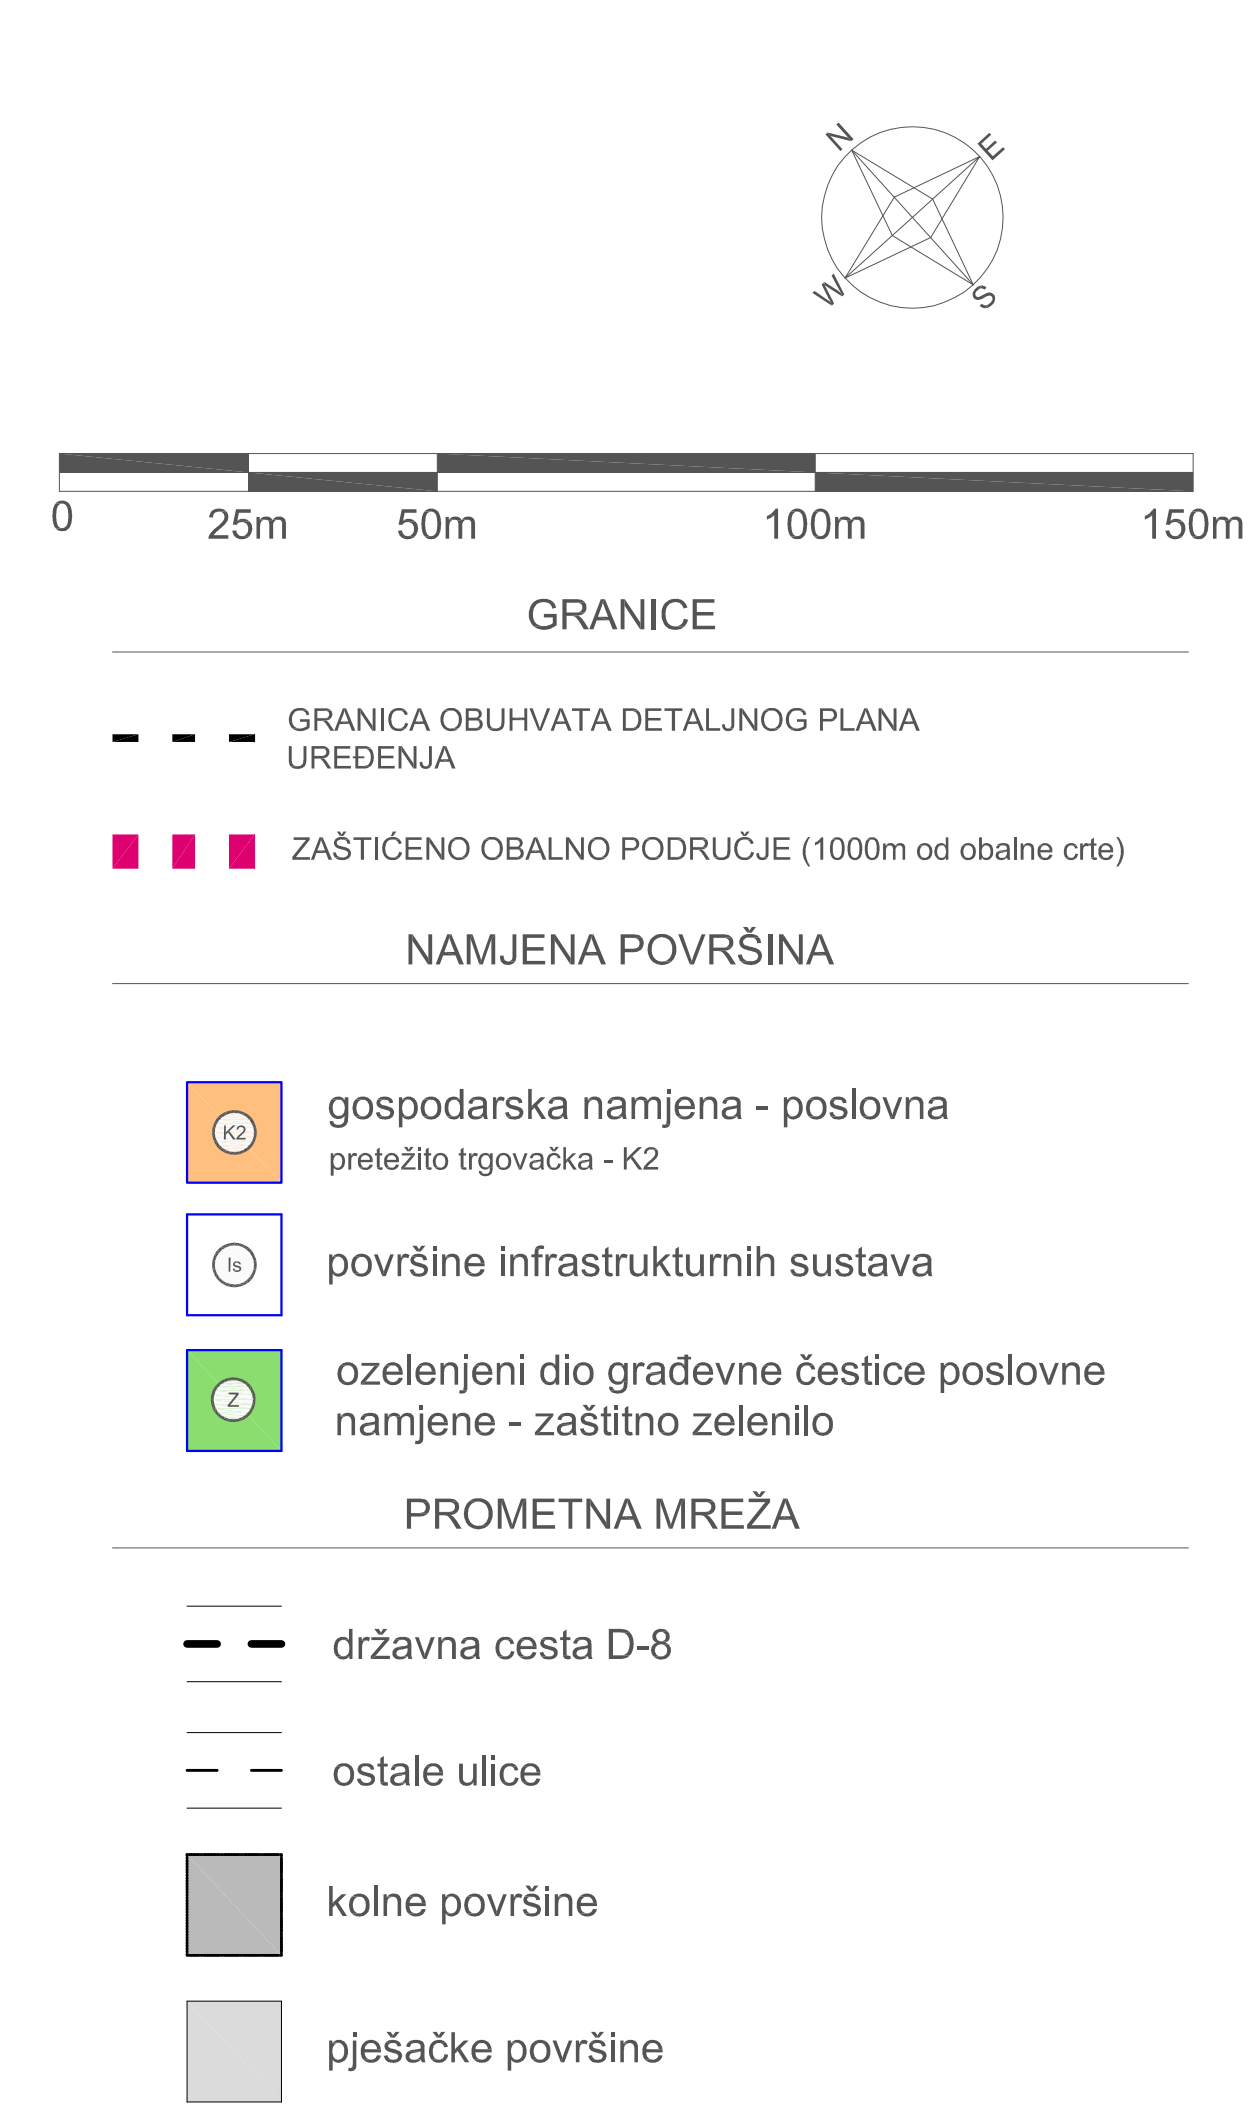 N
E
W
S
0 25m 50m 100m 150m
GRANICE
GRANICA OBUHVATA DETALJNOG PLANA
UREĐENJA
ZAŠTIĆENO OBALNO PODRUČJE (1000m od obalne crte)
NAMJENA POVRŠINA
K2
gospodarska namjena - poslovna
pretežito trgovačka - K2
Is
površine infrastrukturnih sustava
Z
ozelenjeni dio građevne čestice poslovne
namjene - zaštitno zelenilo
PROMETNA MREŽA
državna cesta D-8
ostale ulice
kolne površine
pješačke površine